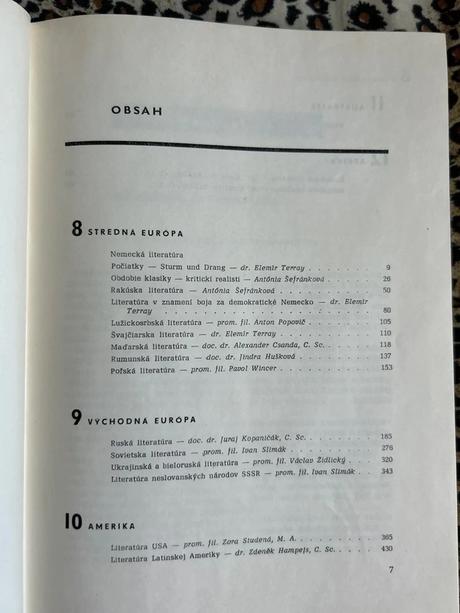 OBSAH
8 STREDNÁ EURÓPA
Nemecká literatúra
Počiatky — Sturm und Drang — dr. Elemír Terray . . . . . . . 9
Obdobie klasiky — kritickí realisti — Antónia Šefránková . . . . 26
Rakúska literatúra — Antónia Šefránková . . . . . . . . . 50
Literatúra v znamení boja za demokratické Nemecko — dr. Elemír
Terray . . . . . . . . . . . . . . . . . . . 80
Lužickosrbská literatúra — prom. fil. Anton Popovič . . . . . . 105
Švajčiarska literatúra — dr. Elemír Terray . . . . . . . . . 110
Maďarská literatúra — doc. dr. Alexander Csanda, C. Sc. . . . . 118
Rumunská literatúra — doc. dr. Jindra Hušková . . . . . . . 137
Poľská literatúra — prom. fil. Pavol Winczer . . . . . . . . 153
9 VÝCHODNÁ EURÓPA
Ruská literatúra — doc. dr. Juraj Kopaničák, C. Sc. . . . . . . 185
Sovietska literatúra — prom. fil. Ivan Slimák . . . . . . . . 276
Ukrajinská a bieloruská literatúra — prom. fil. Václav Židlický . . 320
Literatúra neslovanských národov SSSR — prom. fil. Ivan Slimák . . 343
10 AMERIKA
Literatúra USA — prom. fil. Zora Studená, M. A. . . . . . . . 365
Literatúra Latinskej Ameriky — dr. Zdeněk Hampejs, C. Sc. . . . . 430
7